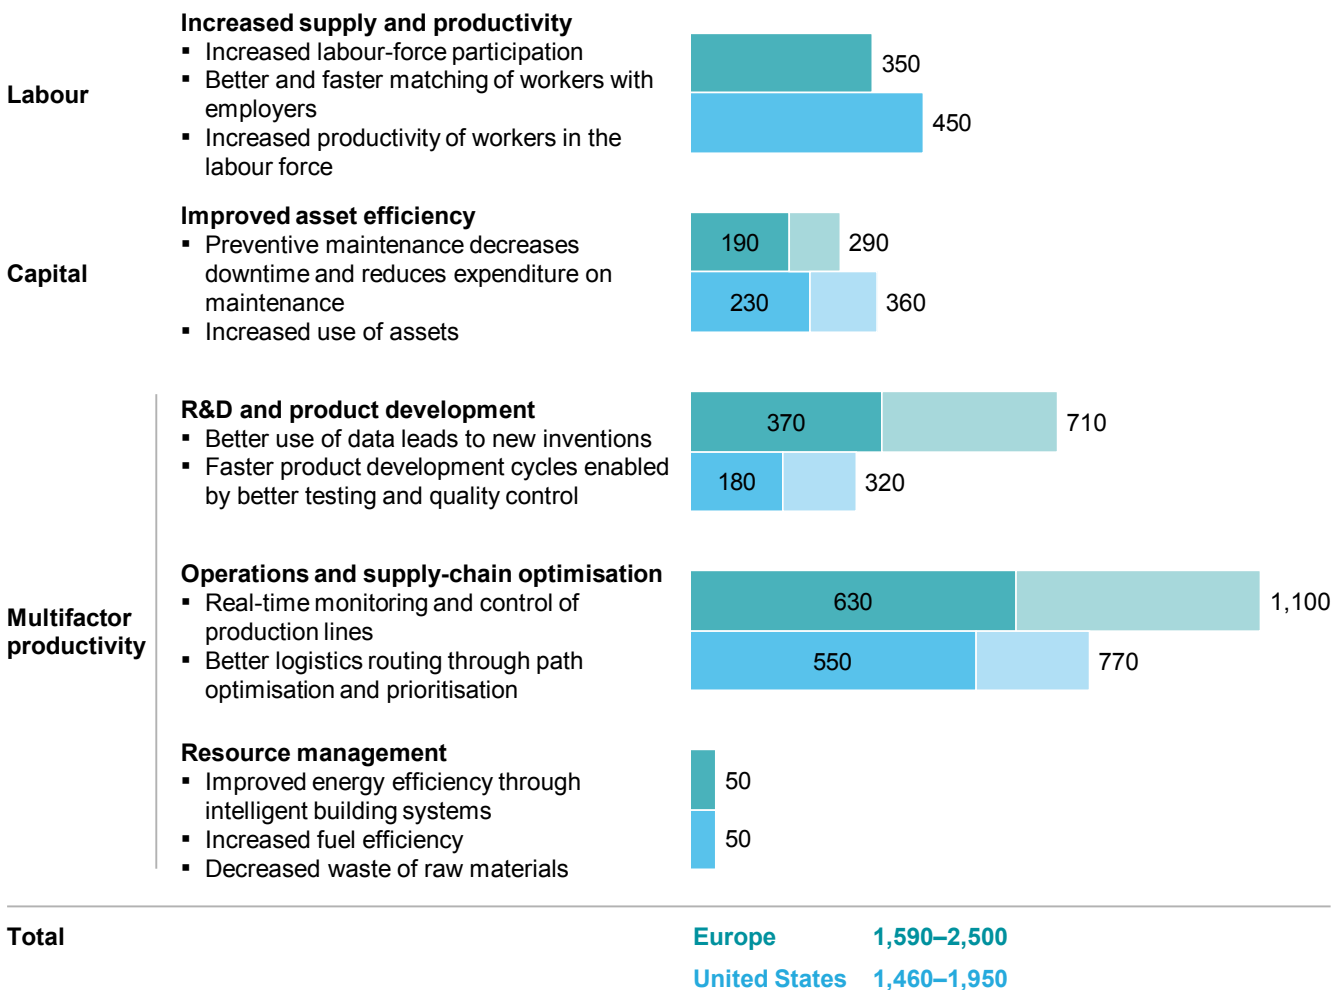 Labour
Increased supply and productivity
▪ Increased labour-force participation
▪ Better and faster matching of workers with
employers
▪ Increased productivity of workers in the
labour force
350
450
Capital
Improved asset efficiency
▪ Preventive maintenance decreases
downtime and reduces expenditure on
maintenance
▪ Increased use of assets
190
290
230
360
Multifactor
productivity
R&D and product development
▪ Better use of data leads to new inventions
▪ Faster product development cycles enabled
by better testing and quality control
370
710
180
320
Operations and supply-chain optimisation
▪ Real-time monitoring and control of
production lines
▪ Better logistics routing through path
optimisation and prioritisation
630
1,100
550
770
Resource management
▪ Improved energy efficiency through
intelligent building systems
▪ Increased fuel efficiency
▪ Decreased waste of raw materials
50
50
Total
Europe 1,590–2,500
United States 1,460–1,950